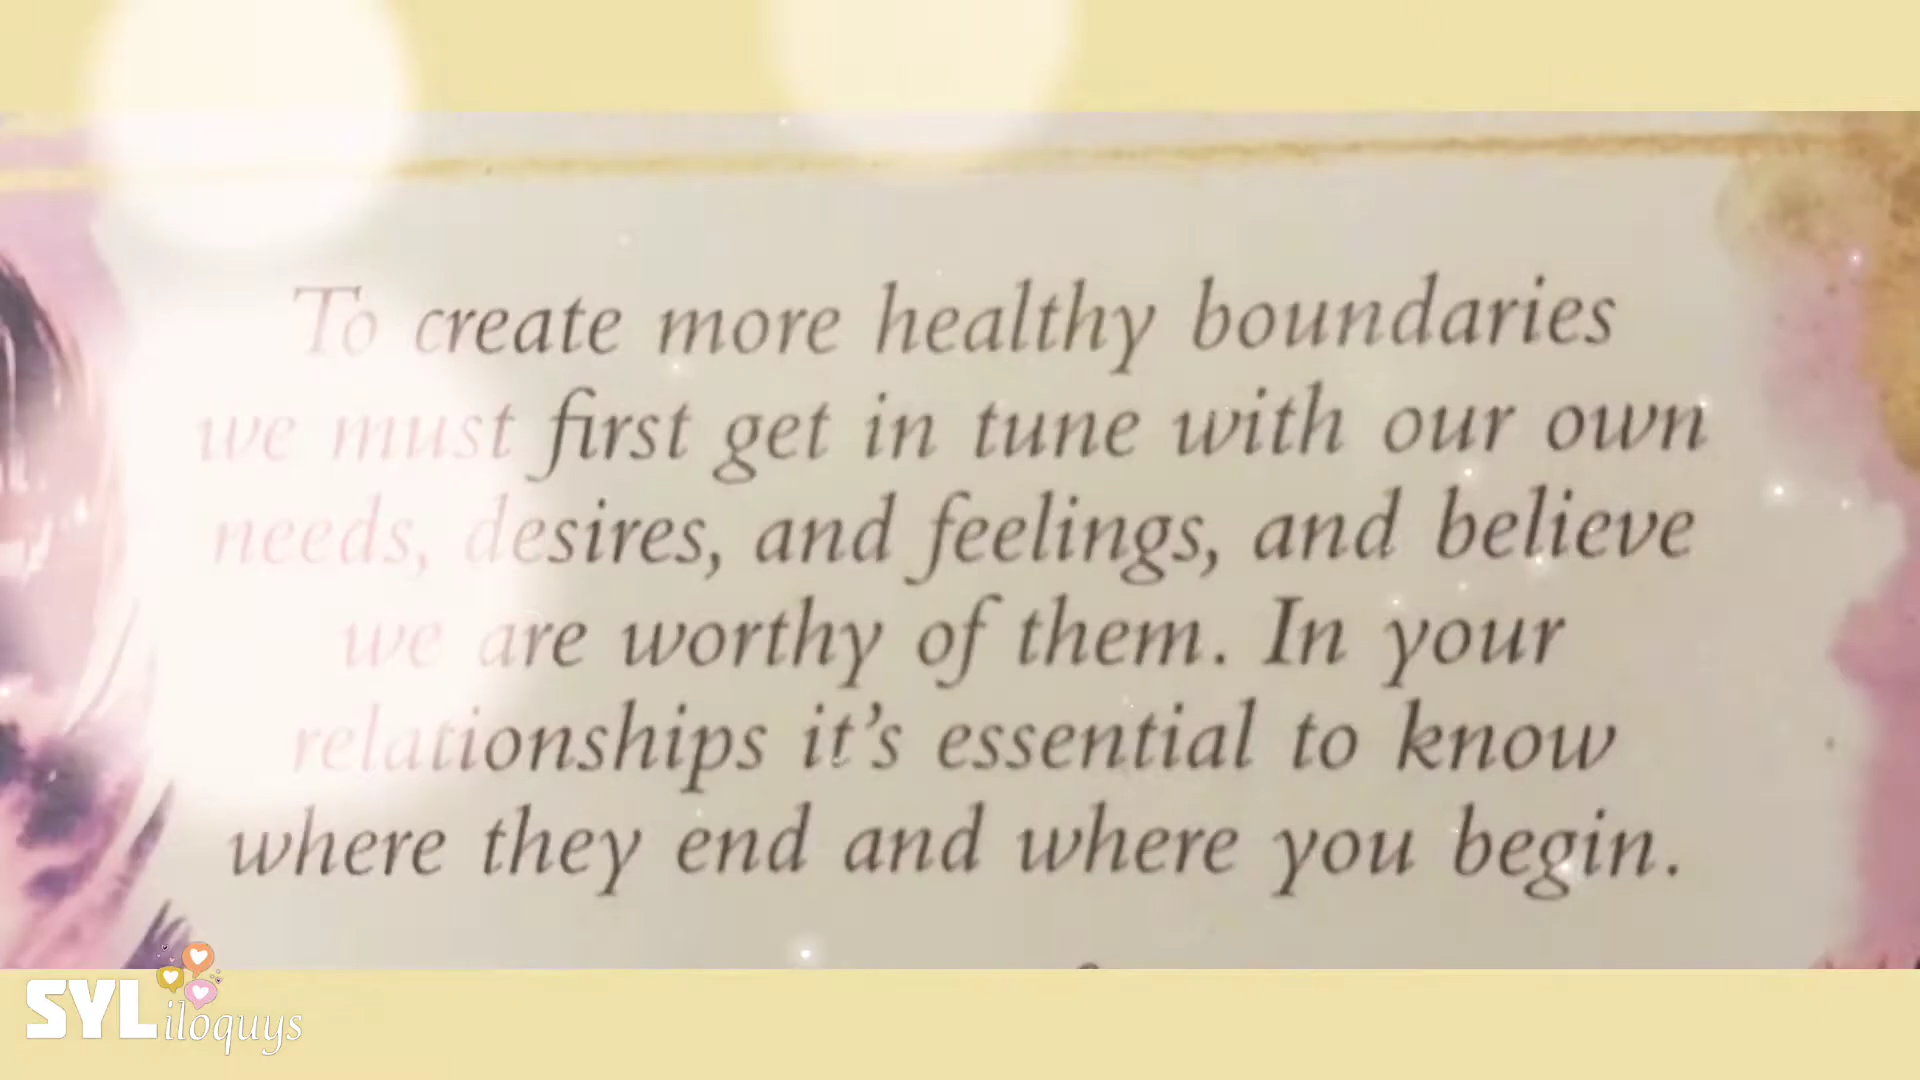 To create more healthy boundaries
we must first get in tune with our own
needs, desires, and feelings, and believe
we are worthy of them. In your
relationships it’s essential to know
where they end and where you begin.
SYLiloquys